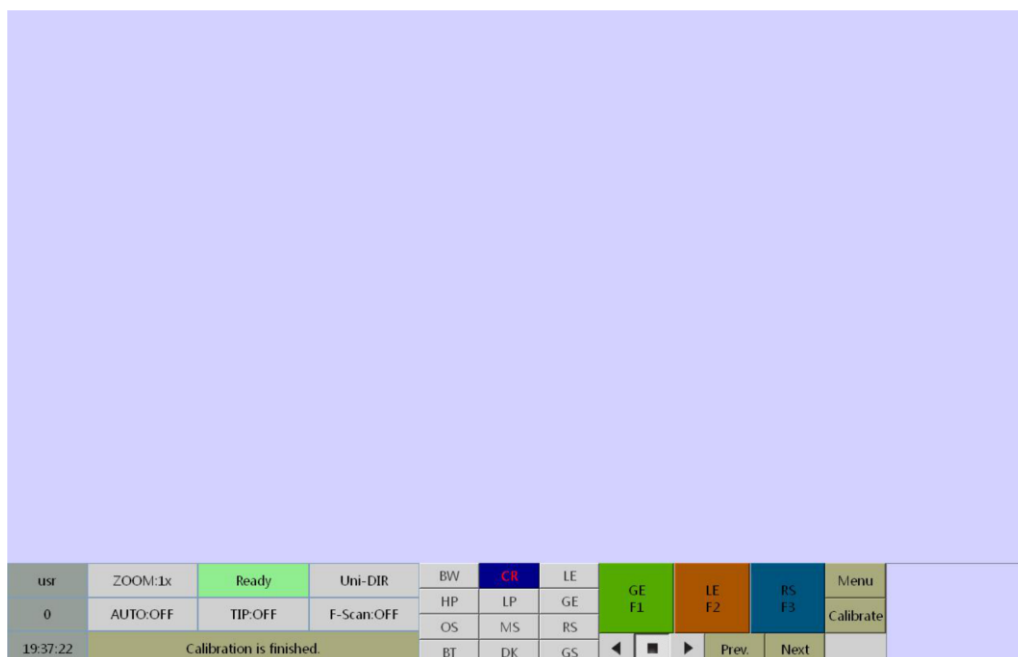 usr ZOOM:1x Ready Uni-DIR BW CR LE GE F1 LE F2 RS F3 Menu
0 AUTO:OFF TIP:OFF F-Scan:OFF HP LP GE Calibrate
OS MS RS
19:37:22 Calibration is finished. BT DK GS Prev. Next